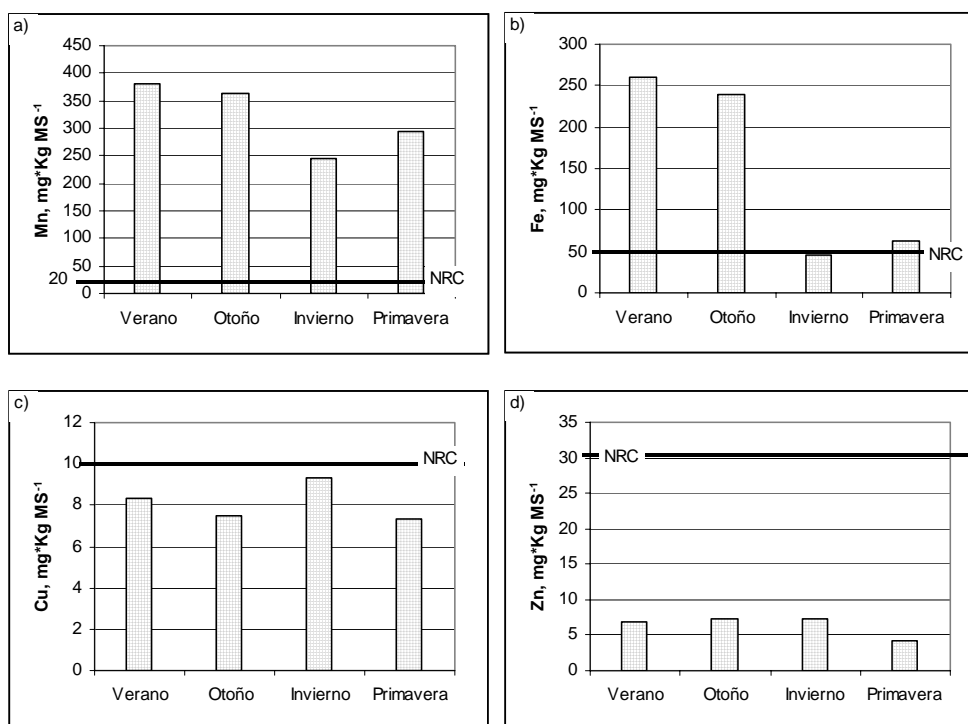 a)
Mn, mg*Kg MS-1
450
400
350
300
250
200
150
100
50
20
0
NRC
Verano Otoño Invierno Primavera
b)
Fe, mg*Kg MS-1
300
250
200
150
100
50
0
NRC
Verano Otoño Invierno Primavera
c)
Cu, mg*Kg MS-1
12
10
8
6
4
2
0
NRC
Verano Otoño Invierno Primavera
d)
Zn, mg*Kg MS-1
35
30
25
20
15
10
5
0
NRC
Verano Otoño Invierno Primavera